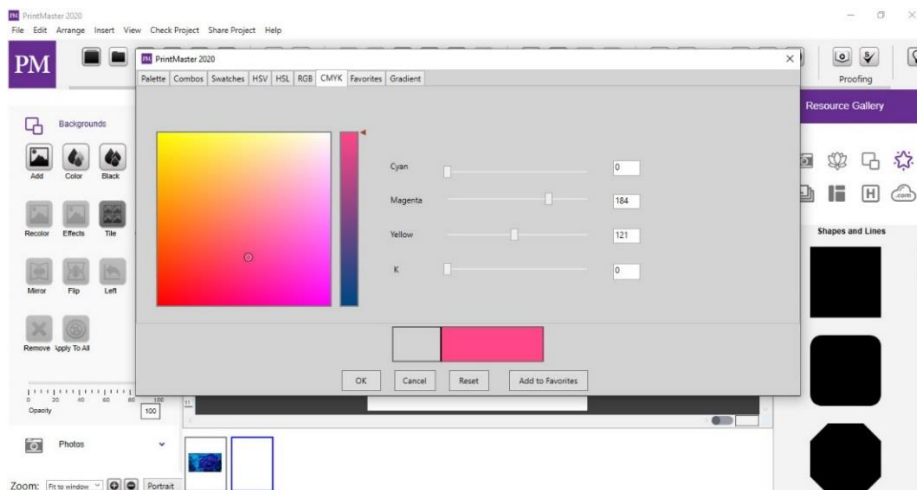 PM PrintMaster 2020
File Edit Arrange Insert View Check Project Share Project Help
PM
PM PrintMaster 2020
Palette Combos Swatches HSV HSL RGB CMYK Favorites Gradient
Proofing
Resource Gallery
Backgrounds
Add Color Black
Recolor Effects Tile
Mirror Flip Left
Remove Apply To All
Cyan 0
Magenta 184
Yellow 121
K 0
H
.com
Shapes and Lines
OK Cancel Reset Add to Favorites
0 20 40 60 80 100
Opacity 100
Photos
Zoom: Fit to window Portrait